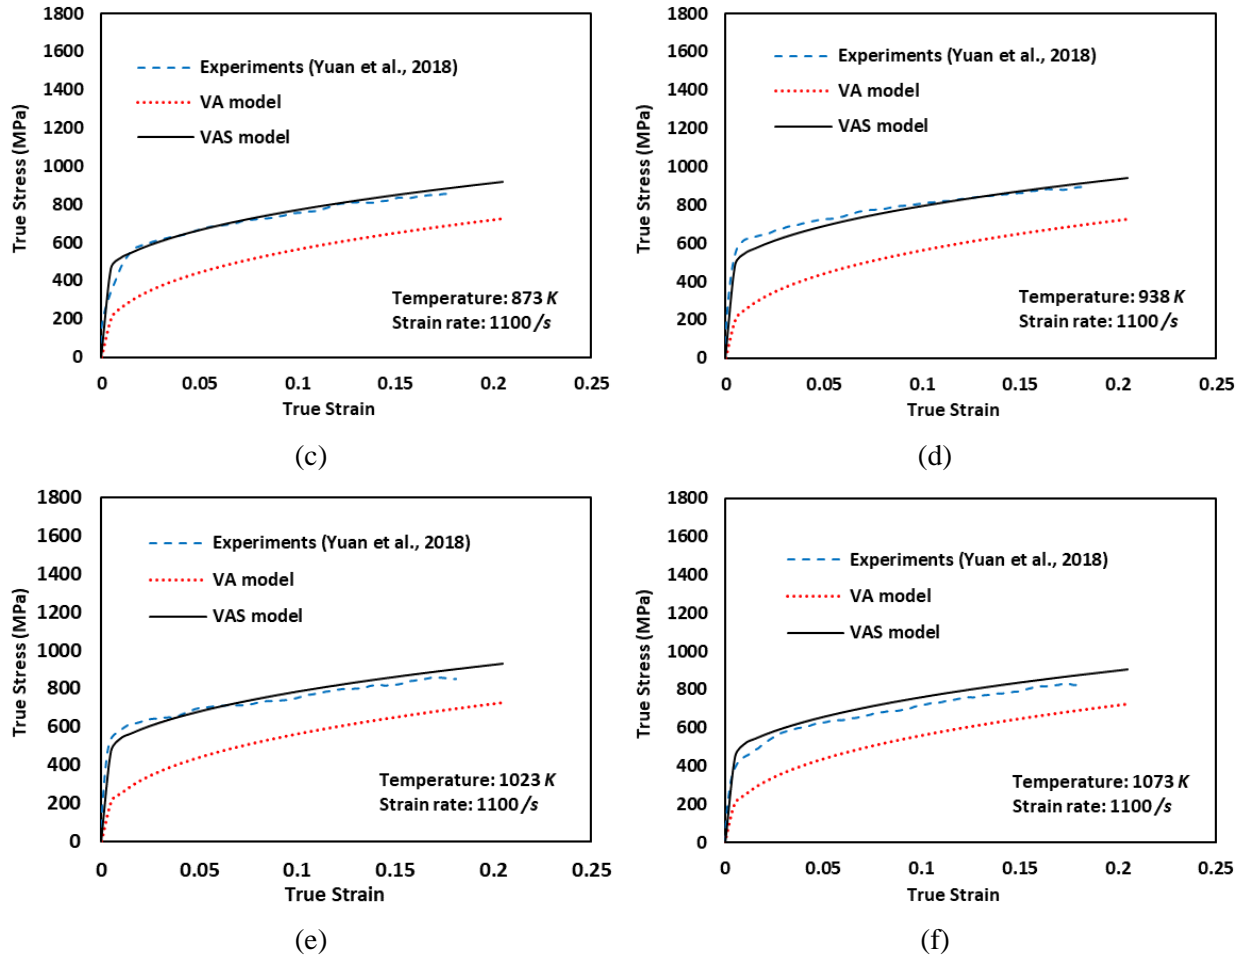 1800
1600
1400
1200
1000
800
600
400
200
0
True Stress (MPa)
Experiments (Yuan et al., 2018)
VA model
VAS model
Temperature: 873 K
Strain rate: 1100 /s
0 0.05 0.1 0.15 0.2 0.25
True Strain
(c)
1800
1600
1400
1200
1000
800
600
400
200
0
True Stress (MPa)
Experiments (Yuan et al., 2018)
VA model
VAS model
Temperature: 938 K
Strain rate: 1100 /s
0 0.05 0.1 0.15 0.2 0.25
True Strain
(d)
1800
1600
1400
1200
1000
800
600
400
200
0
True Stress (MPa)
Experiments (Yuan et al., 2018)
VA model
VAS model
Temperature: 1023 K
Strain rate: 1100 /s
0 0.05 0.1 0.15 0.2 0.25
True Strain
(e)
1800
1600
1400
1200
1000
800
600
400
200
0
True Stress (MPa)
Experiments (Yuan et al., 2018)
VA model
VAS model
Temperature: 1073 K
Strain rate: 1100 /s
0 0.05 0.1 0.15 0.2 0.25
True Strain
(f)